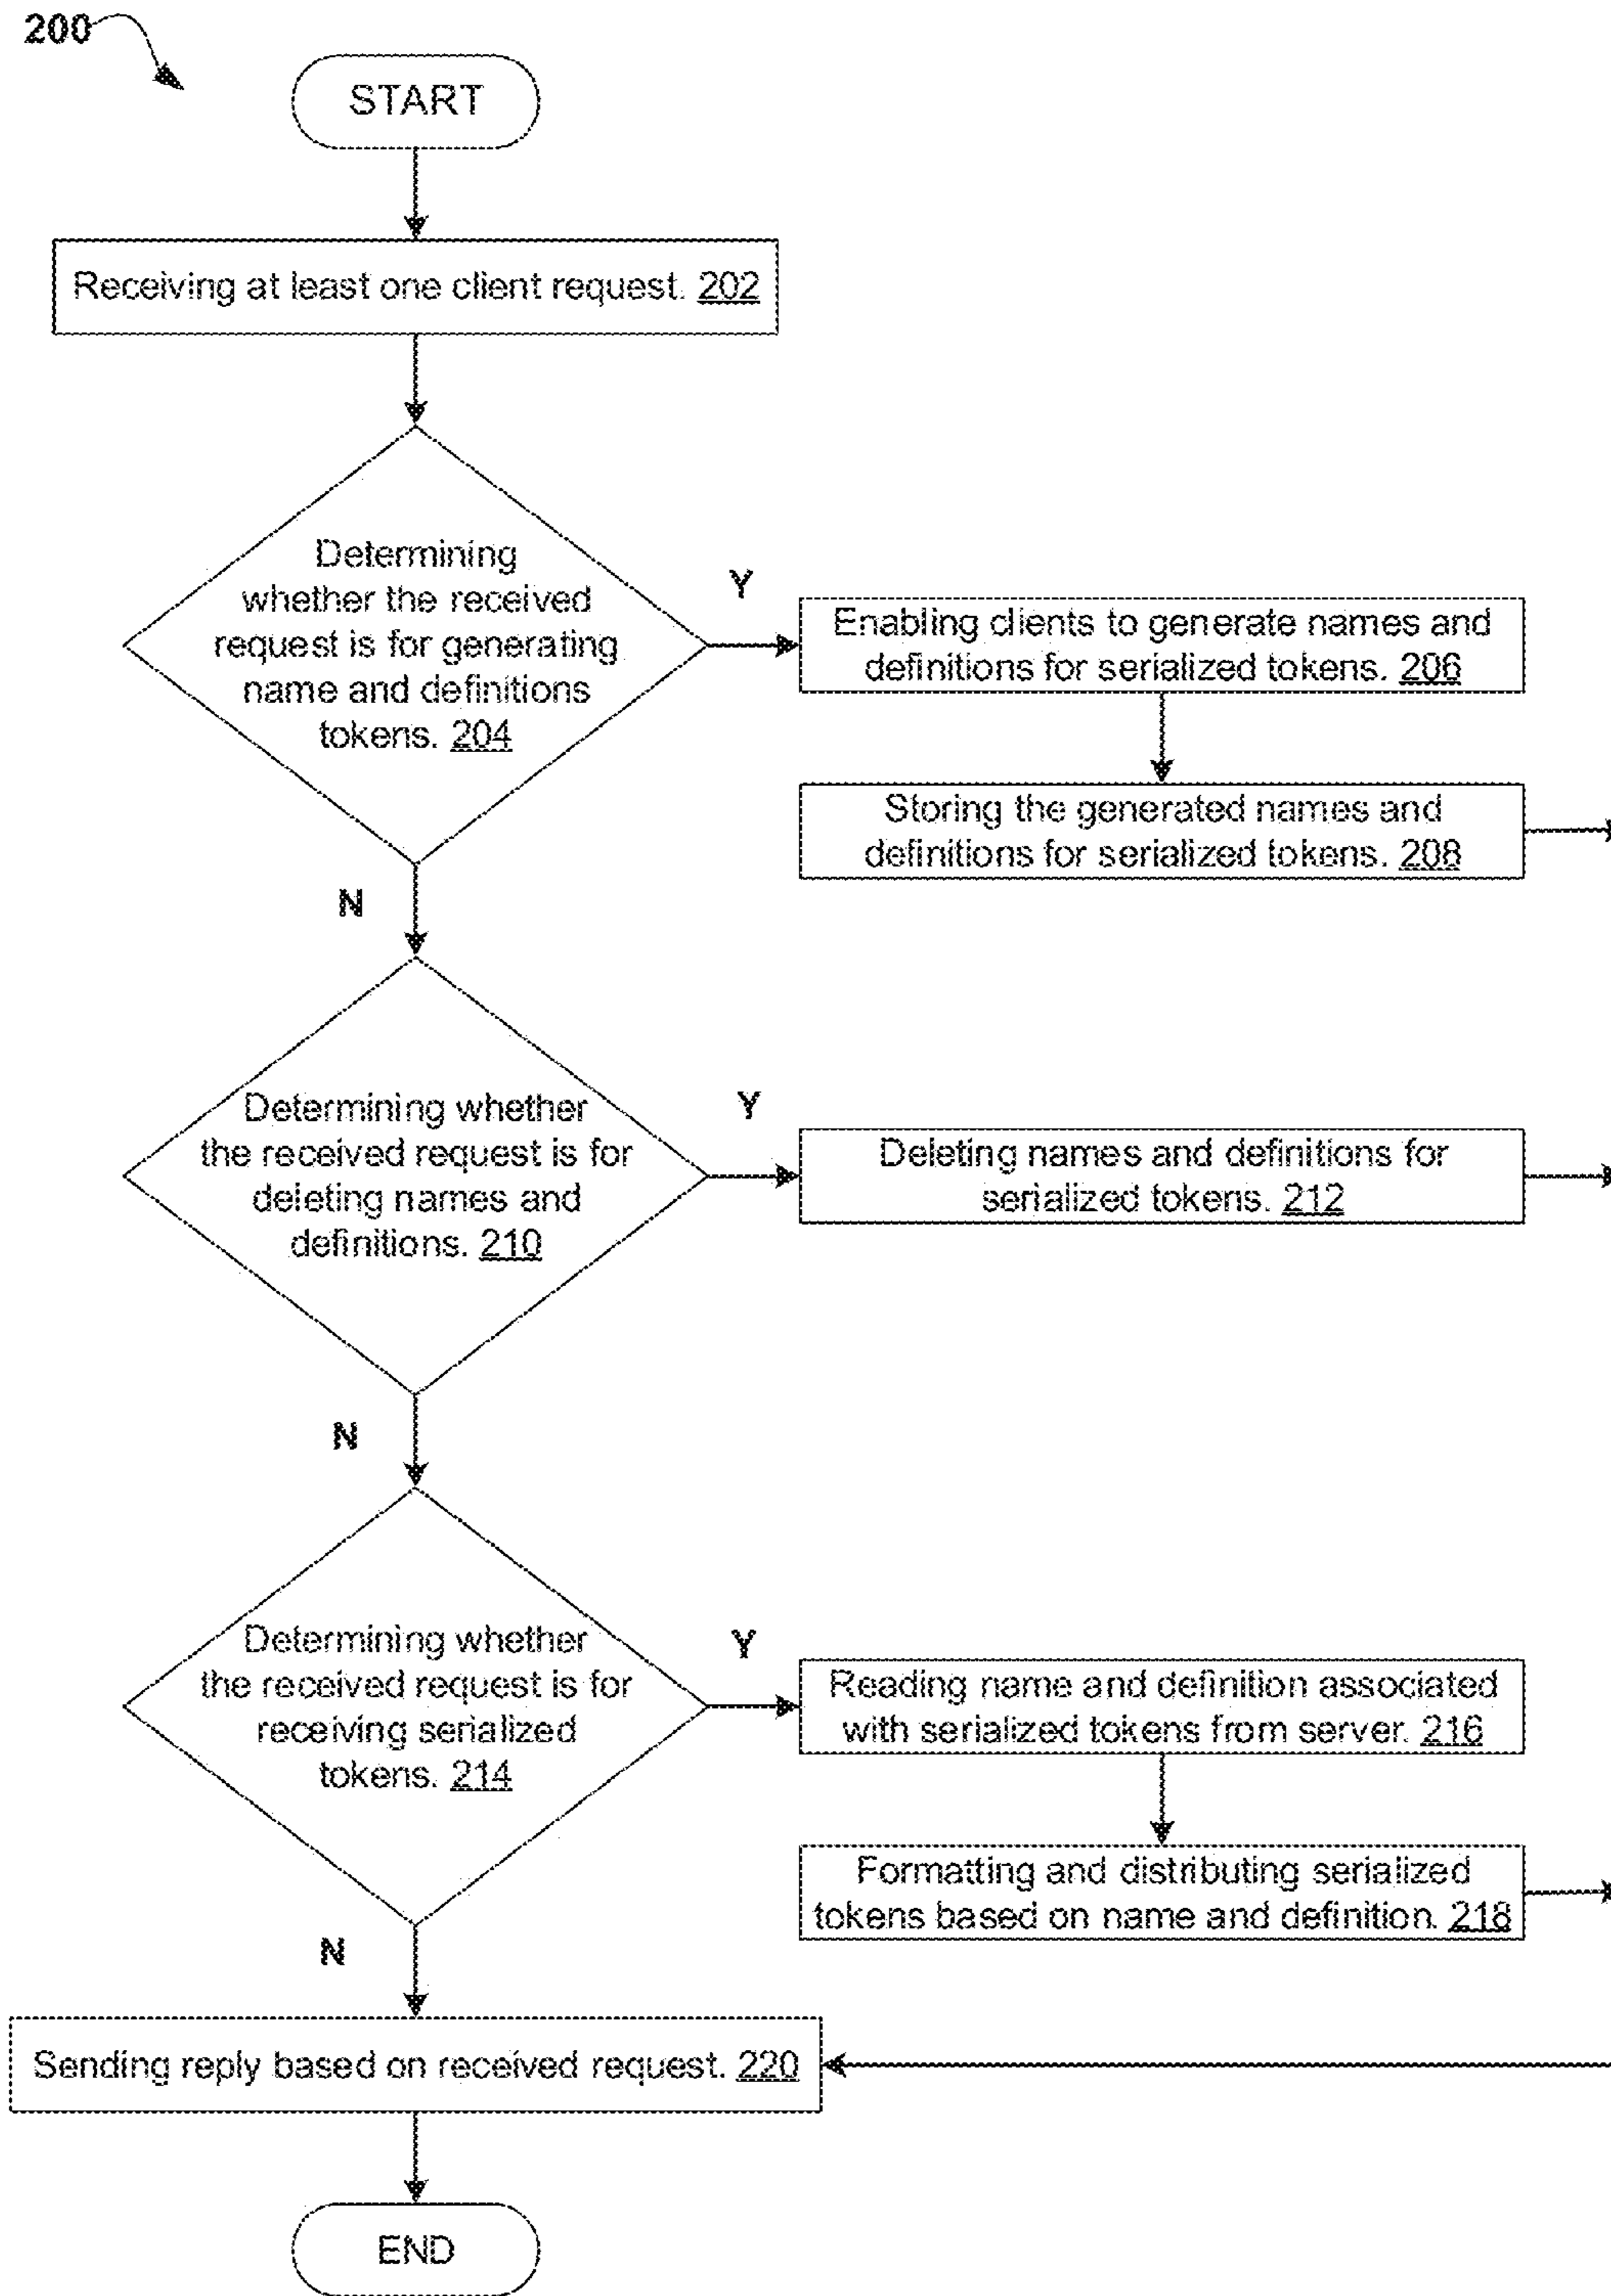 200
START
Receiving at least one client request. 202
Determining
whether the received
request is for generating
name and definitions
tokens. 204
Y
Enabling clients to generate names and
definitions for serialized tokens. 206
Storing the generated names and
definitions for serialized tokens. 208
N
Determining whether
the received request is for
deleting names and
definitions. 210
Y
Deleting names and definitions for
serialized tokens. 212
N
Determining whether
the received request is for
receiving serialized
tokens. 214
Y
Reading name and definition associated
with serialized tokens from server. 216
Formatting and distributing serialized
tokens based on name and definition. 218
N
Sending reply based on received request. 220
END